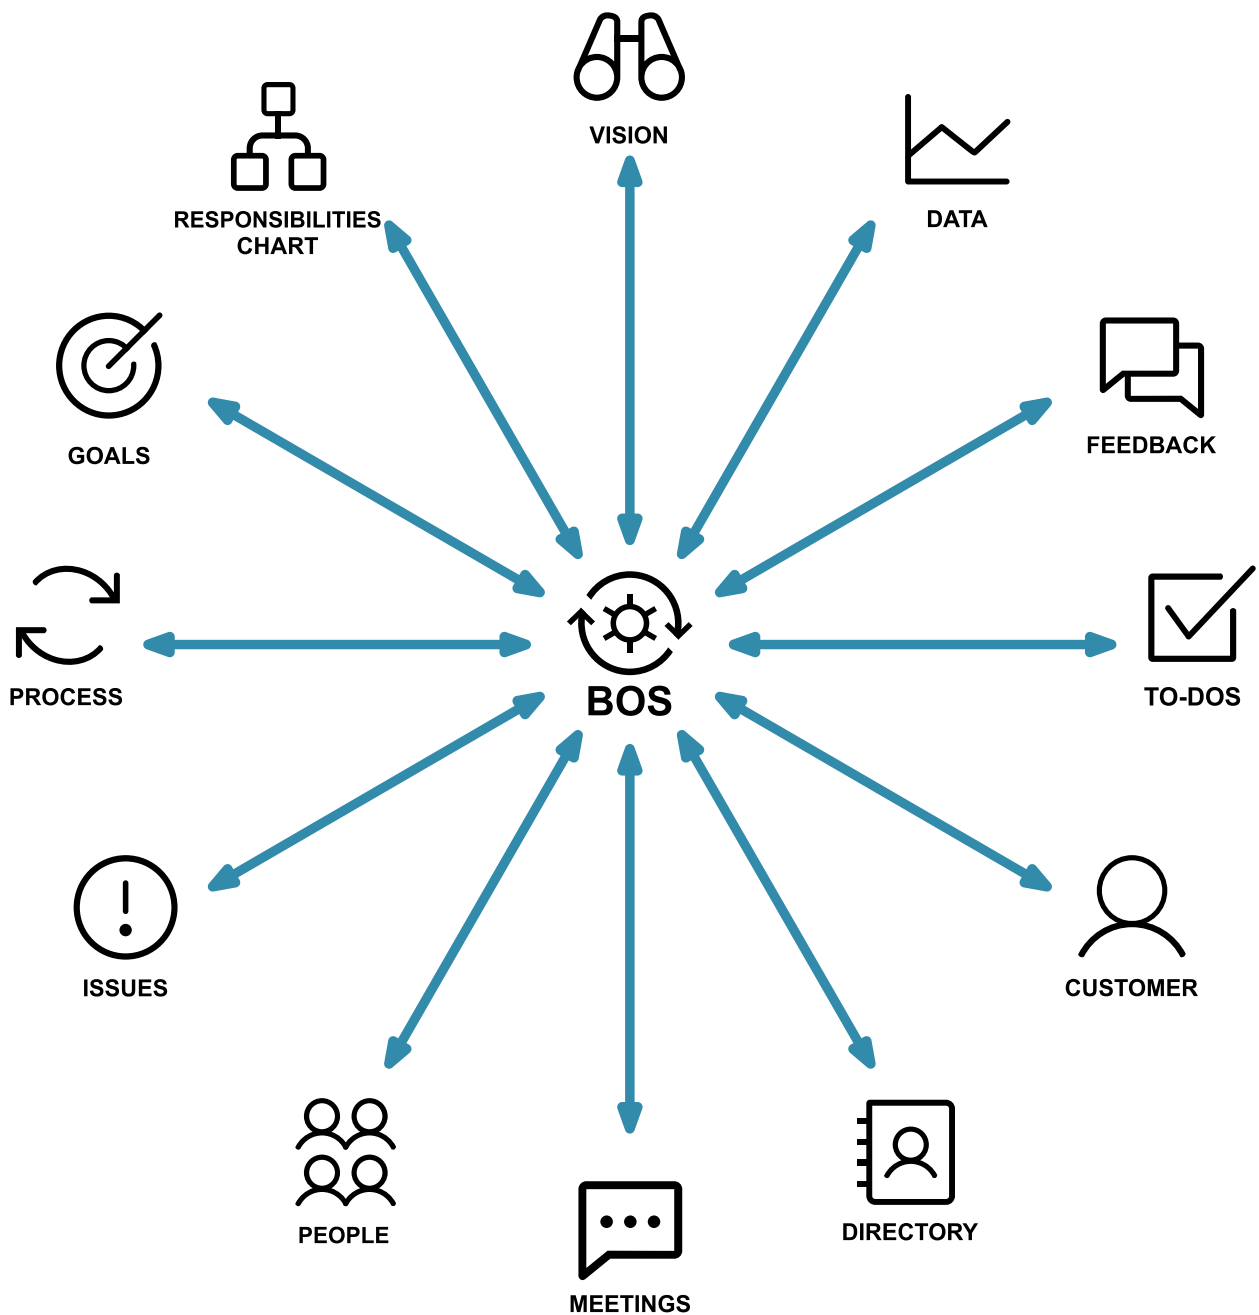 VISION
RESPONSIBILITIES
CHART
DATA
GOALS
FEEDBACK
PROCESS
BOS
TO-DOS
ISSUES
CUSTOMER
PEOPLE
DIRECTORY
MEETINGS